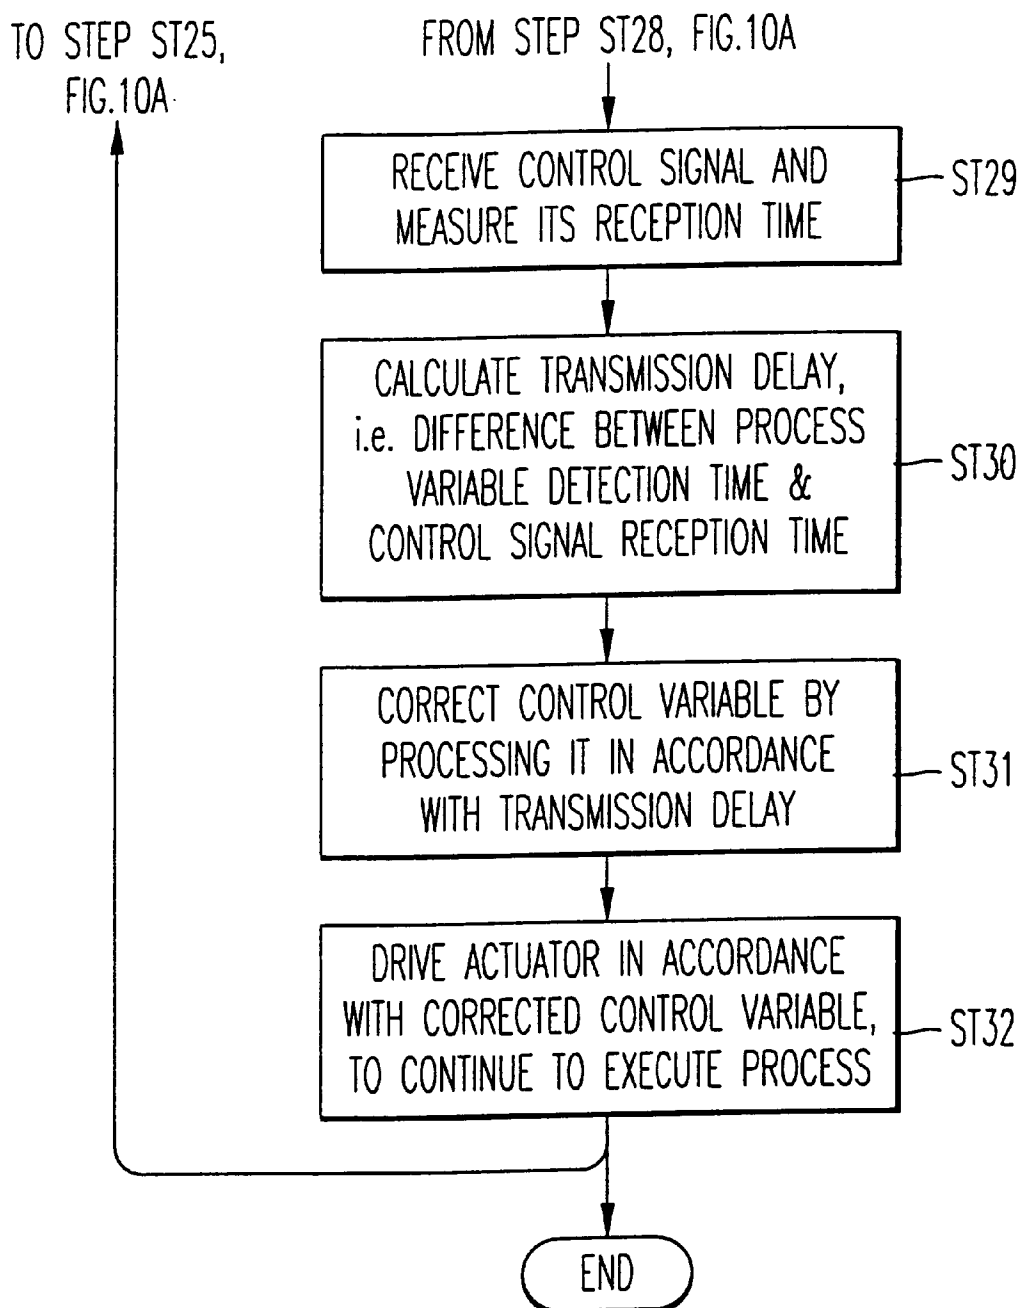 TO STEP ST25,
FIG.10A
FROM STEP ST28, FIG.10A
RECEIVE CONTROL SIGNAL AND
MEASURE ITS RECEPTION TIME
ST29
CALCULATE TRANSMISSION DELAY,
i.e. DIFFERENCE BETWEEN PROCESS
VARIABLE DETECTION TIME &
CONTROL SIGNAL RECEPTION TIME
ST30
CORRECT CONTROL VARIABLE BY
PROCESSING IT IN ACCORDANCE
WITH TRANSMISSION DELAY
ST31
DRIVE ACTUATOR IN ACCORDANCE
WITH CORRECTED CONTROL VARIABLE,
TO CONTINUE TO EXECUTE PROCESS
ST32
END